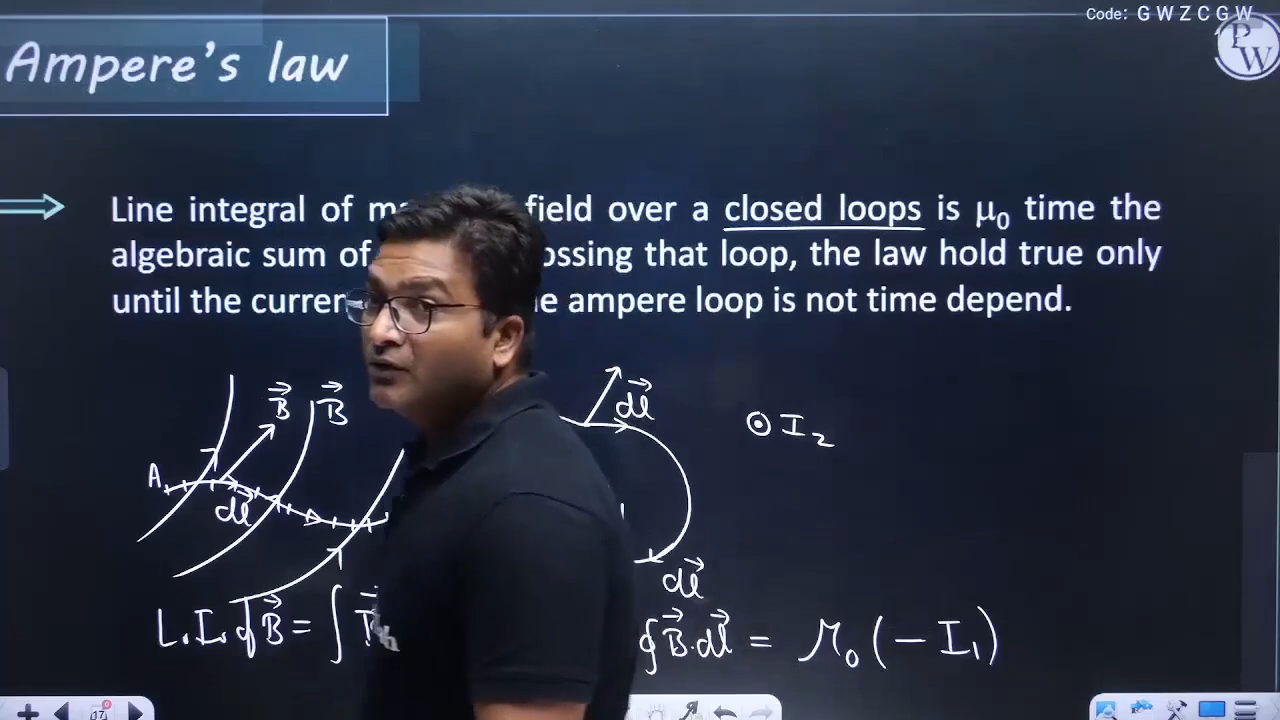 Code: G W Z C G W
PW
Ampere's law
Line integral of field over a closed loops is μ₀ time the
algebraic sum of that loop, the law hold true only
until the ampere loop is not time depend.
B⃗ B⃗ dl⃗
⊙ I₂
A
dl⃗
dl⃗
L.I. of B⃗ = ∫
∮B⃗.dl⃗ = μ₀(−I₁)
17